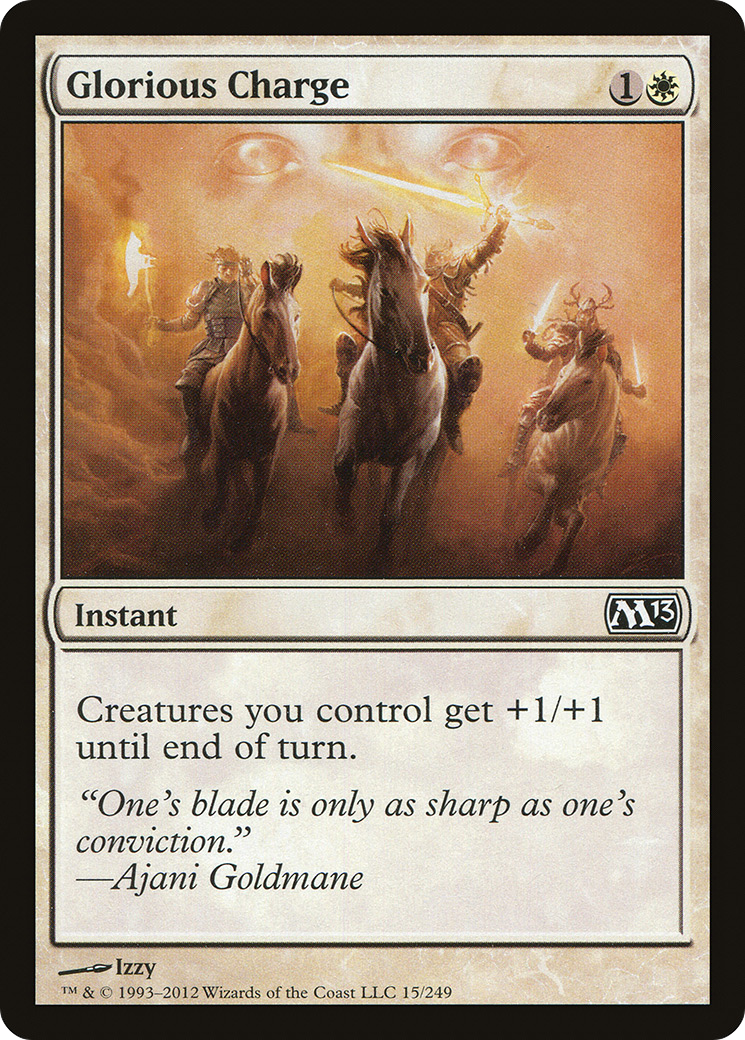 Glorious Charge 1
Instant M13
Creatures you control get +1/+1
until end of turn.
“One’s blade is only as sharp as one’s
conviction.”
—Ajani Goldmane
Izzy
™ & © 1993–2012 Wizards of the Coast LLC 15/249